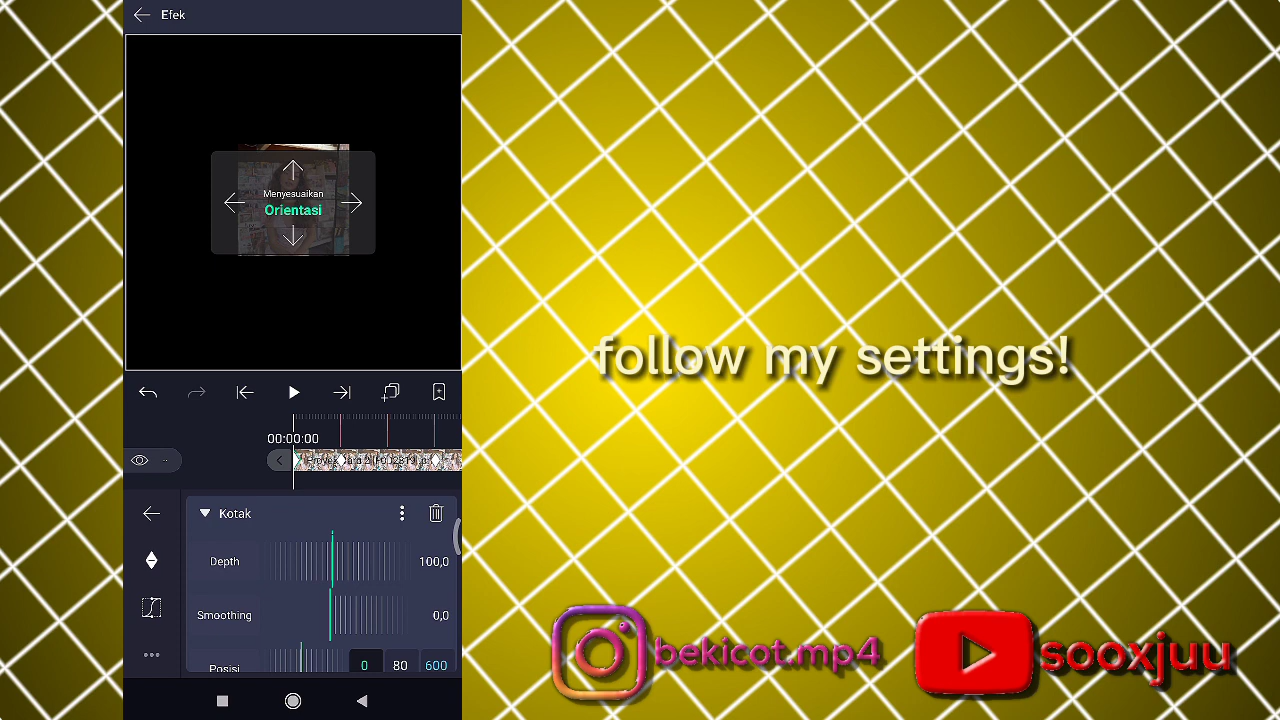 Efek
Menyesuaikan
Orientasi
follow my settings!
00:00:00
Kotak
Depth
100,0
Smoothing
0,0
Posisi
0
80
600
bekicot.mp4
sooxjuu